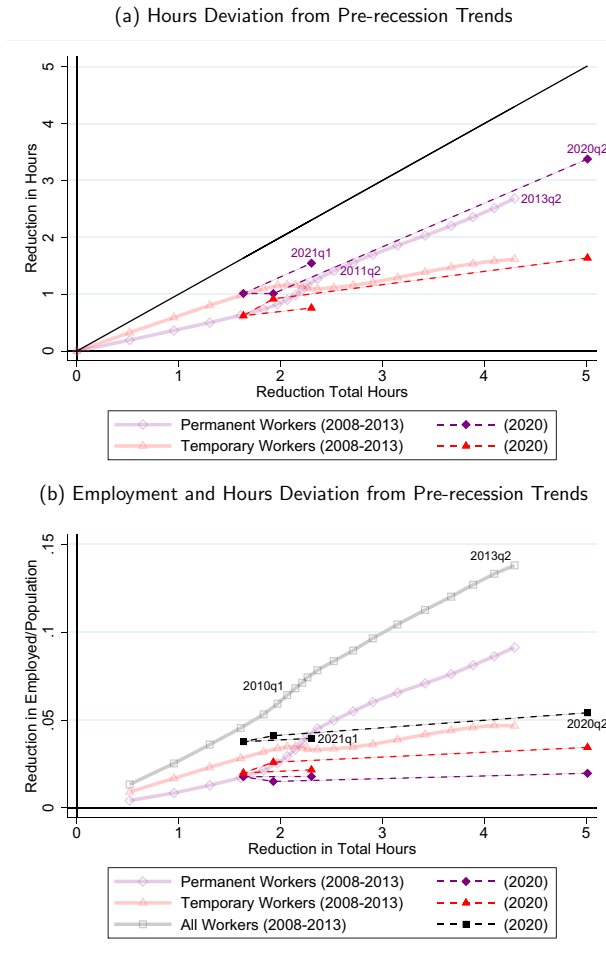 (a) Hours Deviation from Pre-recession Trends
5
4
3
2
1
0
Reduction in Hours
2020q2
2013q2
2021q1
2011q2
0 1 2 3 4 5
Reduction Total Hours
Permanent Workers (2008-2013) (2020)
Temporary Workers (2008-2013) (2020)
(b) Employment and Hours Deviation from Pre-recession Trends
.15
.1
.05
0
Reduction in Employed/Population
2013q2
2010q1
2020q2
2021q1
0 1 2 3 4 5
Reduction in Total Hours
Permanent Workers (2008-2013) (2020)
Temporary Workers (2008-2013) (2020)
All Workers (2008-2013) (2020)